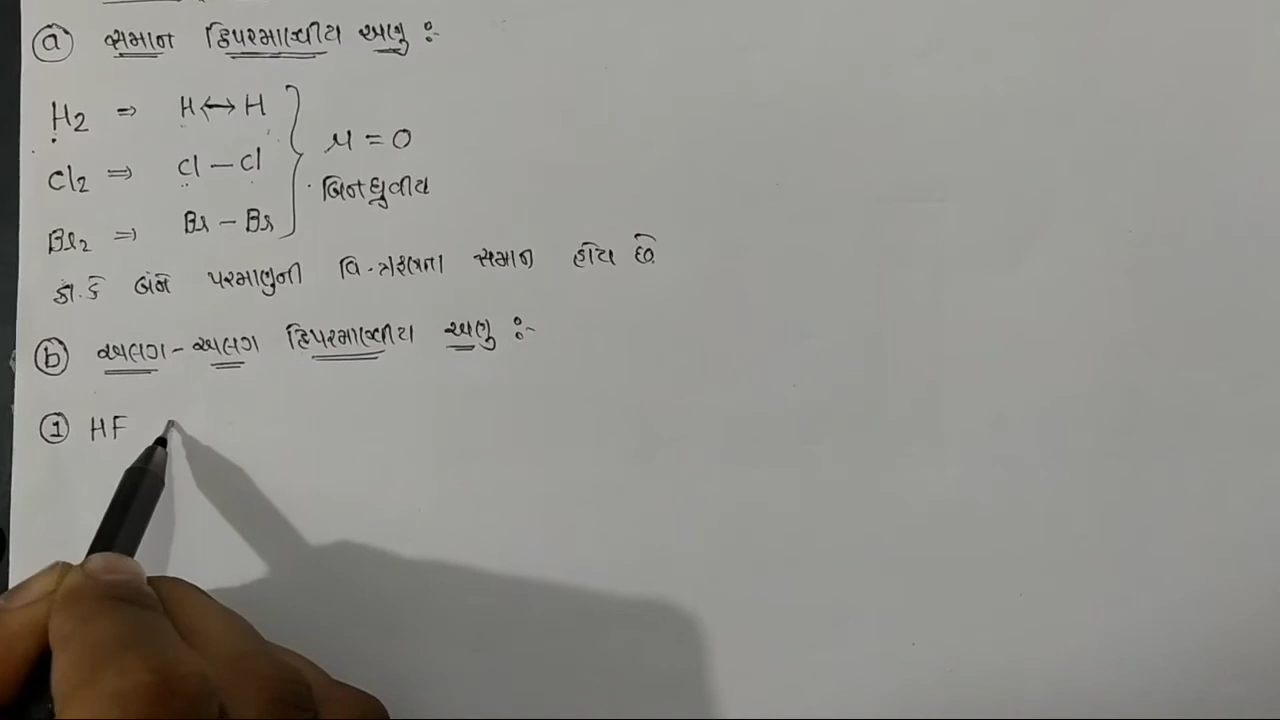 ⓐ સમાન દ્વિપરમાણ્વીય અણુ :-
H2 ⇒ H ↔ H
Cl2 ⇒ Cl – Cl
μ = 0
બિનધ્રુવીય
Br2 ⇒ Br – Br
કા.કે બંને પરમાણુની વિ.ઋણતા સમાન હોય છે
ⓑ અલગ-અલગ દ્વિપરમાણ્વીય અણુ :-
① HF